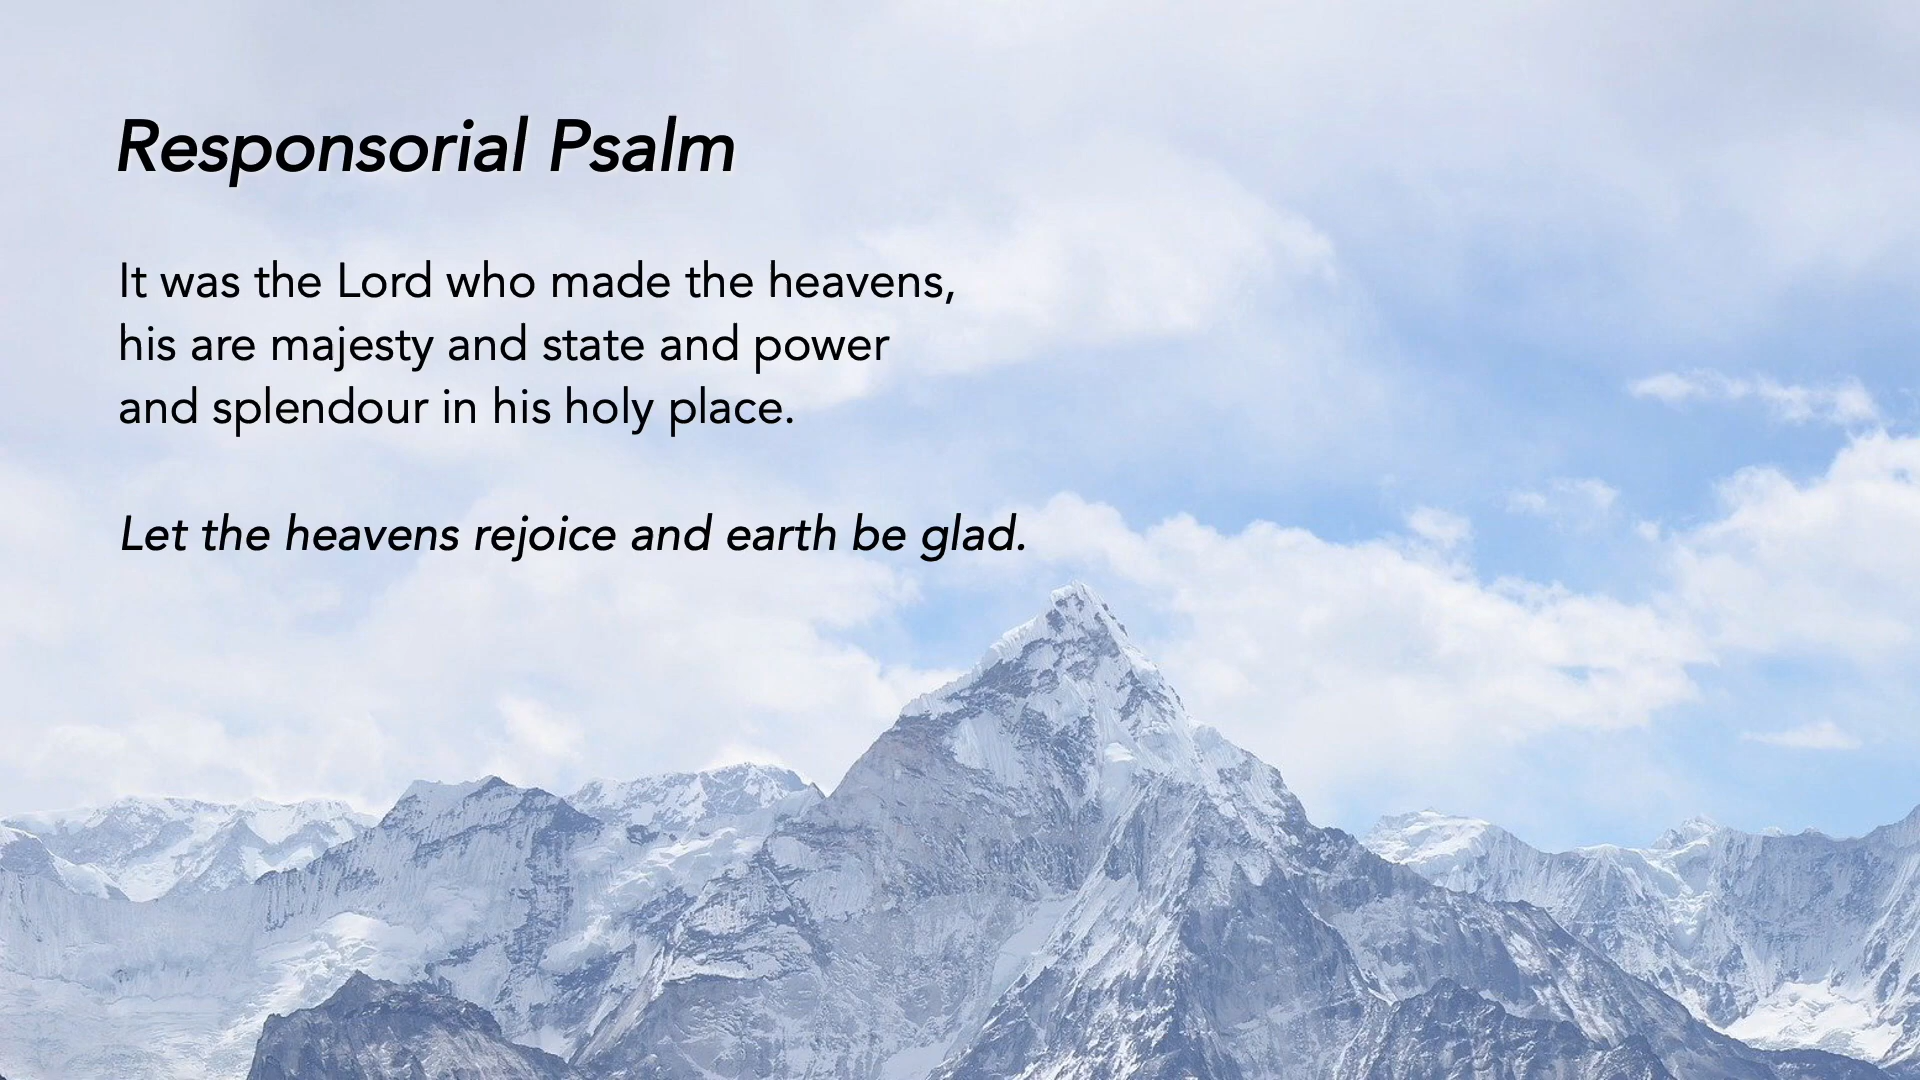 Responsorial Psalm
It was the Lord who made the heavens,
his are majesty and state and power
and splendour in his holy place.
Let the heavens rejoice and earth be glad.